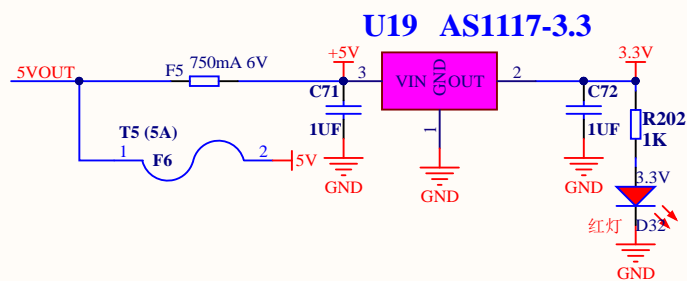 U19 AS1117-3.3
5VOUT
F5
750mA 6V
+5V
3
VIN
GND
OUT
2
3.3V
C71
1UF
C72
1UF
R202
1K
1
T5 (5A)
1
F6
2
5V
GND
GND
GND
3.3V
红灯
D32
GND